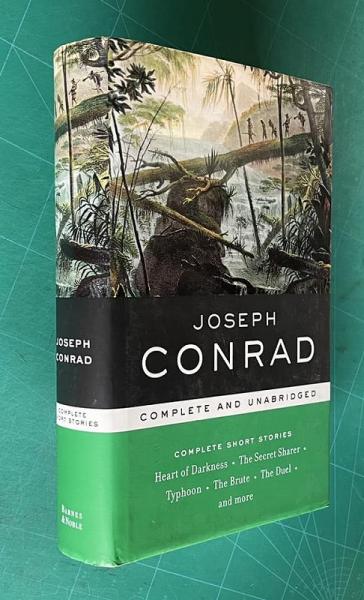 JOSEPH
CONRAD
COMPLETE AND UNABRIDGED
COMPLETE SHORT STORIES
Heart of Darkness • The Secret Sharer •
Typhoon • The Brute • The Duel •
and more
JOSEPH
CONRAD
COMPLETE
SHORT STORIES
BARNES
& NOBLE